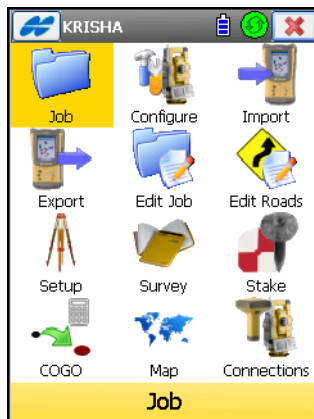 KRISHA
Job Configure Import
Export Edit Job Edit Roads
Setup Survey Stake
COGO Map Connections
Job